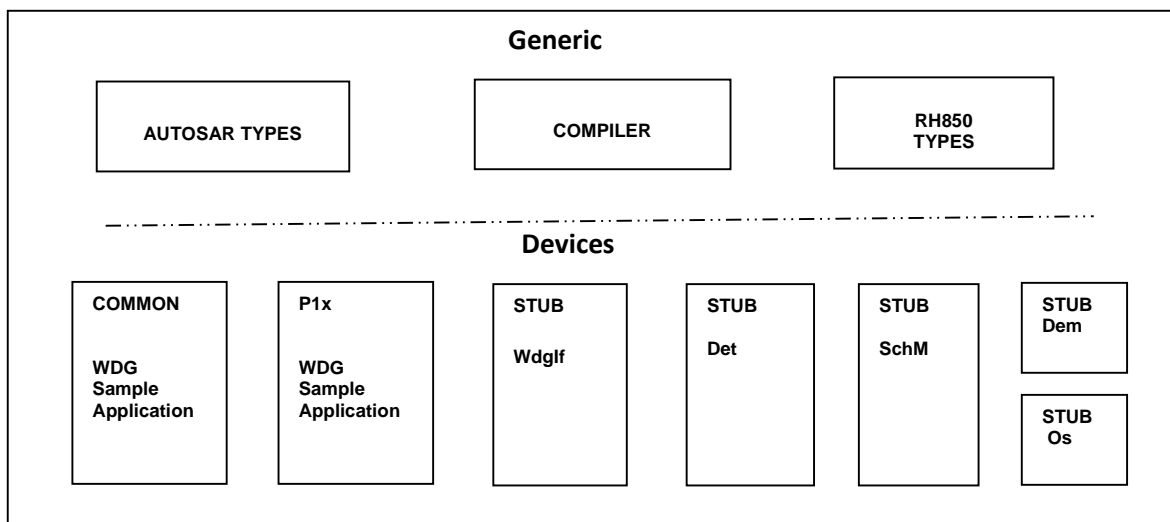 Generic
AUTOSAR TYPES
COMPILER
RH850
TYPES
Devices
COMMON
WDG
Sample
Application
P1x
WDG
Sample
Application
STUB
WdgIf
STUB
Det
STUB
SchM
STUB
Dem
STUB
Os